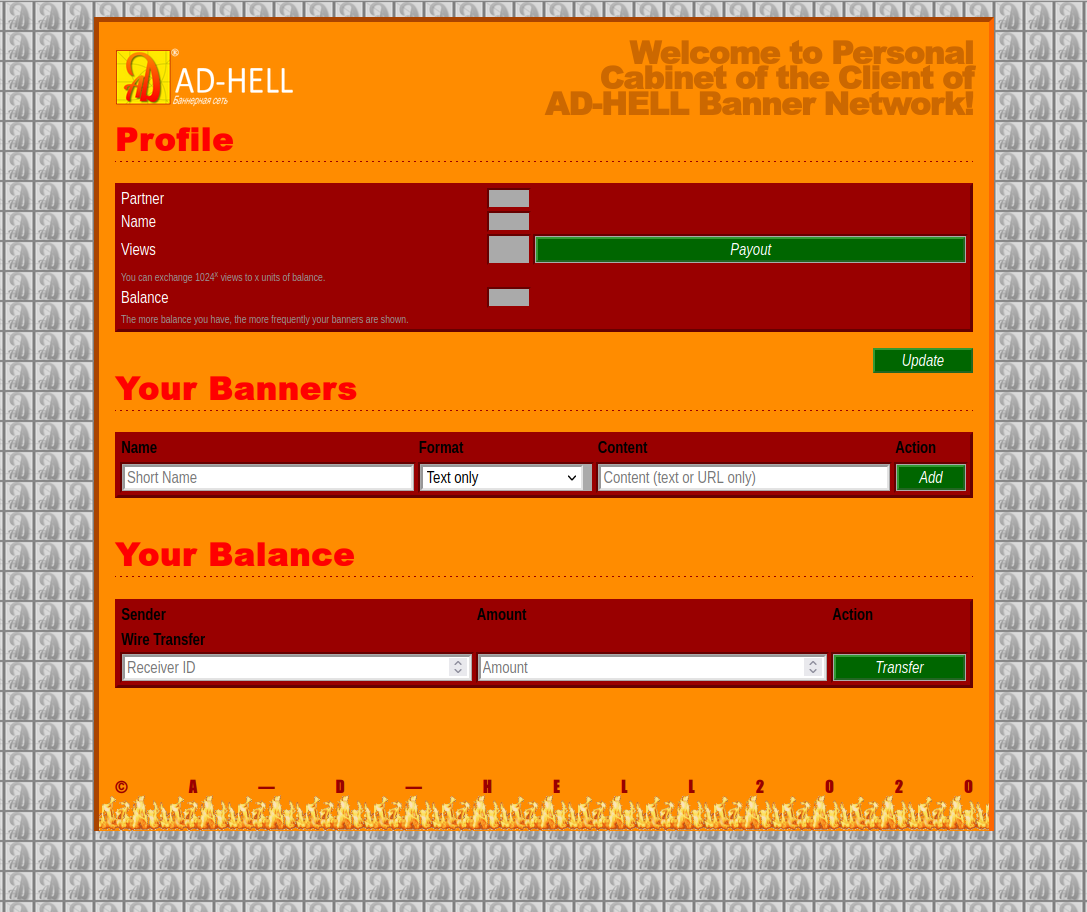 AD-HELL®
Баннерная сеть
Welcome to Personal
Cabinet of the Client of
AD-HELL Banner Network!
Profile
Partner
Name
Views
Payout
You can exchange 1024ˣ views to x units of balance.
Balance
The more balance you have, the more frequently your banners are shown.
Update
Your Banners
Name Format Content Action
Short Name Text only Content (text or URL only) Add
Your Balance
Sender Amount Action
Wire Transfer
Receiver ID Amount Transfer
© A — D — H E L L 2 0 2 0